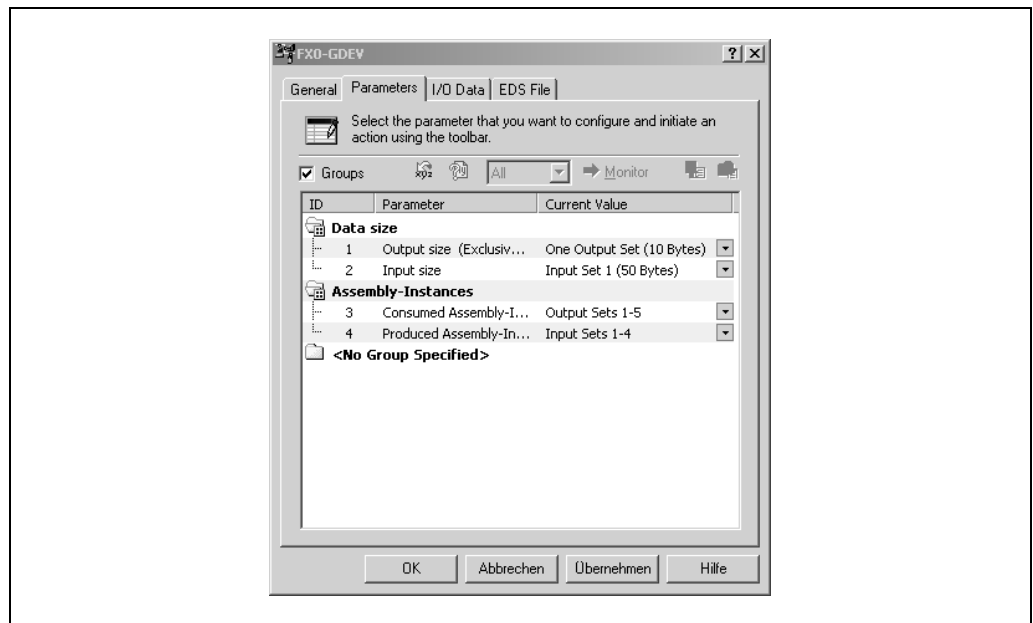 FX0-GDEV
General Parameters I/O Data EDS File
Select the parameter that you want to configure and initiate an
action using the toolbar.
Groups All Monitor
ID Parameter Current Value
Data size
1 Output size (Exclusiv... One Output Set (10 Bytes)
2 Input size Input Set 1 (50 Bytes)
Assembly-Instances
3 Consumed Assembly-I... Output Sets 1-5
4 Produced Assembly-In... Input Sets 1-4
<No Group Specified>
OK Abbrechen Übernehmen Hilfe